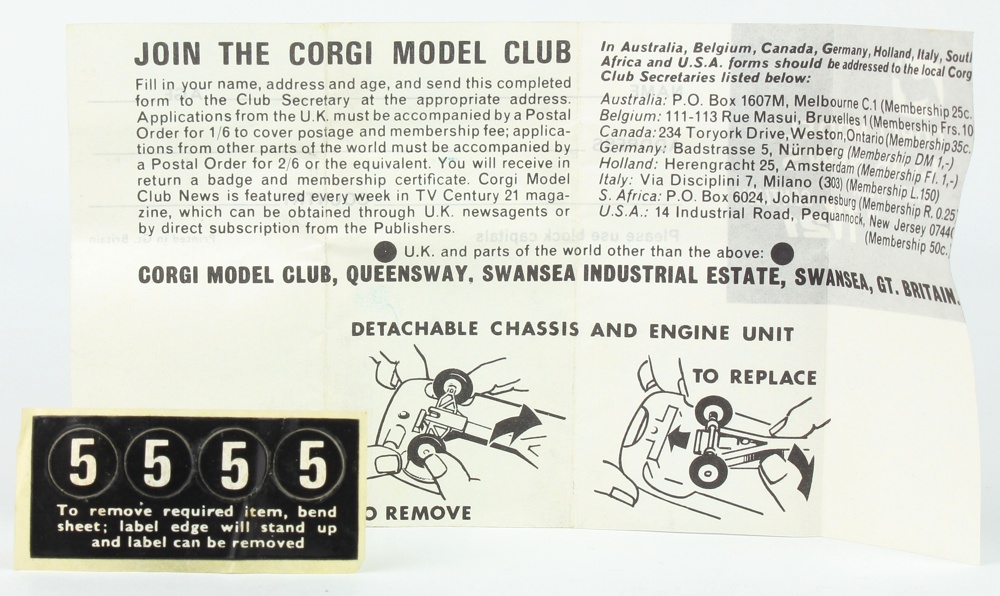 JOIN THE CORGI MODEL CLUB
Fill in your name, address and age, and send this completed
form to the Club Secretary at the appropriate address.
Applications from the U.K. must be accompanied by a Postal
Order for 1/6 to cover postage and membership fee; applica-
tions from other parts of the world must be accompanied by
a Postal Order for 2/6 or the equivalent. You will receive in
return a badge and membership certificate. Corgi Model
Club News is featured every week in TV Century 21 maga-
zine, which can be obtained through U.K. newsagents or
by direct subscription from the Publishers.
In Australia, Belgium, Canada, Germany, Holland, Italy, South
Africa and U.S.A. forms should be addressed to the local Corg
Club Secretaries listed below:
Australia: P.O. Box 1607M, Melbourne C.1 (Membership 25c.
Belgium: 111-113 Rue Masui, Bruxelles 1 (Membership Frs. 10
Canada: 234 Toryork Drive, Weston, Ontario (Membership 35c.
Germany: Badstrasse 5, Nürnberg (Membership DM 1,-)
Holland: Herengracht 25, Amsterdam (Membership Fl. 1,-)
Italy: Via Disciplini 7, Milano (303) (Membership L.150)
S. Africa: P.O. Box 6024, Johannesburg (Membership R. 0.25
U.S.A.: 14 Industrial Road, Pequannock, New Jersey 0744
(Membership 50c.)
U.K. and parts of the world other than the above:
CORGI MODEL CLUB, QUEENSWAY, SWANSEA INDUSTRIAL ESTATE, SWANSEA, GT. BRITAIN.
DETACHABLE CHASSIS AND ENGINE UNIT
TO REPLACE
O REMOVE
5 5 5 5
To remove required item, bend
sheet; label edge will stand up
and label can be removed